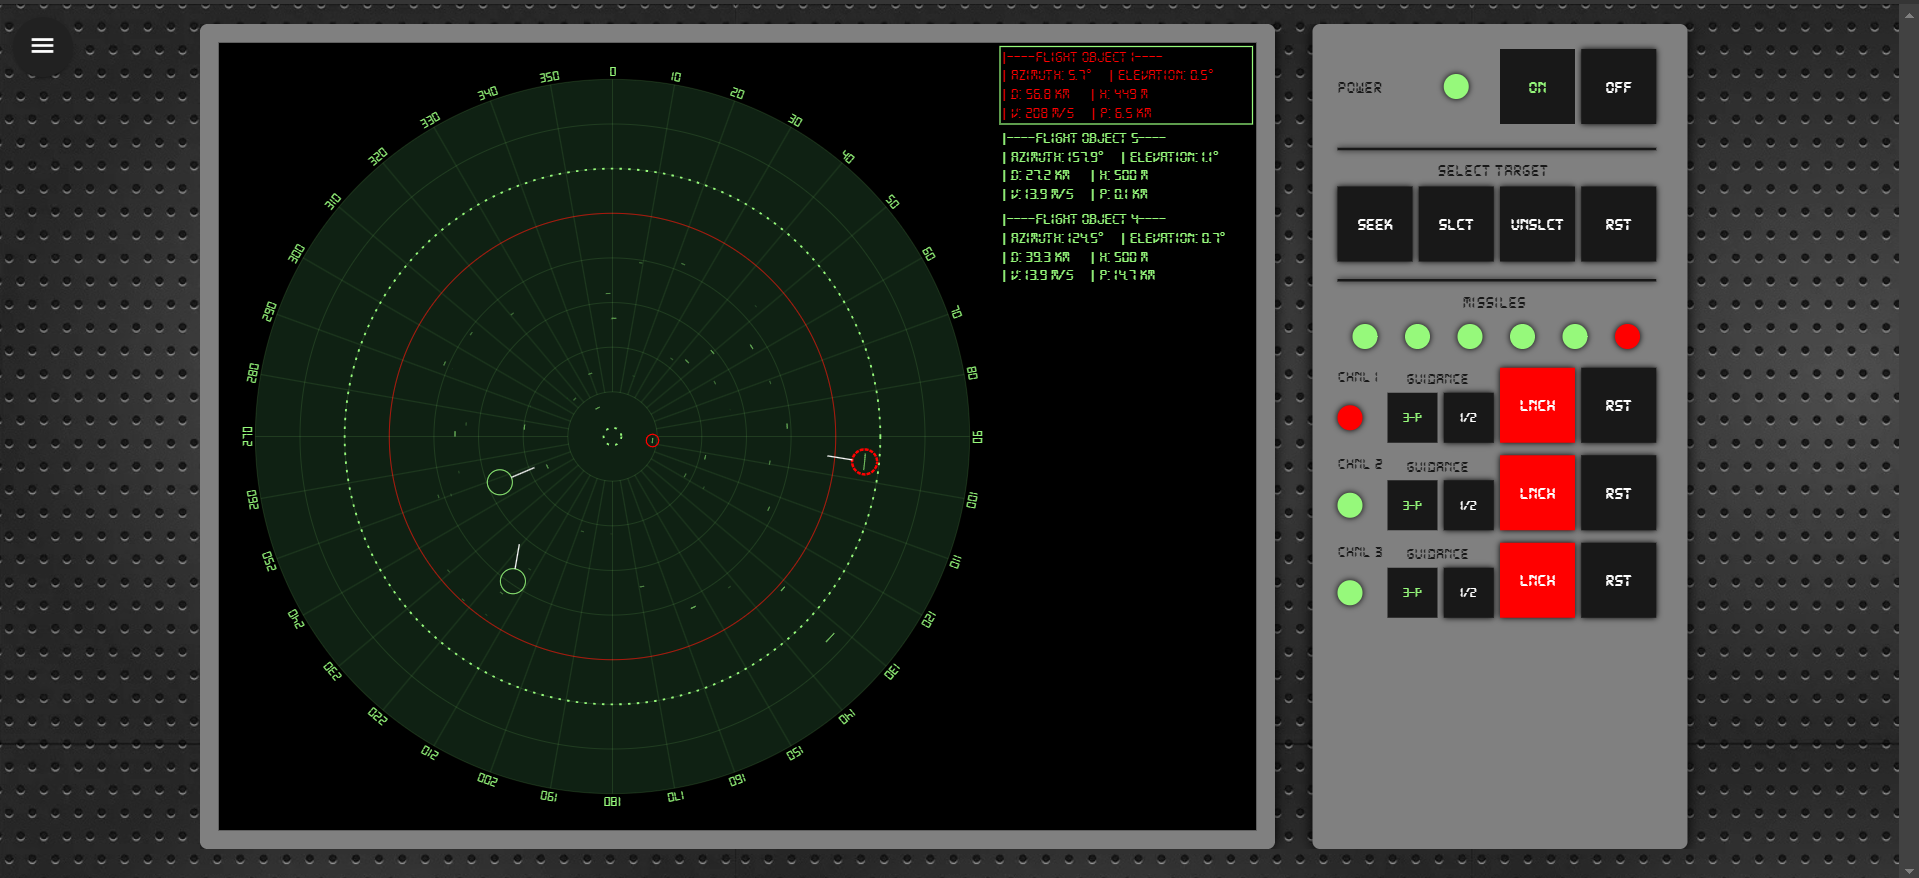 0
10
20
30
40
50
60
70
80
90
100
110
120
130
140
150
160
170
180
190
200
210
220
230
240
250
260
270
280
290
300
310
320
330
340
350
|----FLIGHT OBJECT 1----
| AZIMUTH: 5.7° | ELEVATION: 0.5°
| D: 56.8 KM | H: 449 M
| V: 208 M/S | P: 6.5 KM
|----FLIGHT OBJECT 5----
| AZIMUTH: 157.9° | ELEVATION: 1.1°
| D: 27.2 KM | H: 500 M
| V: 13.9 M/S | P: 0.1 KM
|----FLIGHT OBJECT 4----
| AZIMUTH: 124.5° | ELEVATION: 0.7°
| D: 39.3 KM | H: 500 M
| V: 13.9 M/S | P: 14.7 KM
POWER ON OFF
SELECT TARGET
SEEK SLCT UNSLCT RST
MISSILES
CHNL 1 GUIDANCE
3-P 1/2 LNCH RST
CHNL 2 GUIDANCE
3-P 1/2 LNCH RST
CHNL 3 GUIDANCE
3-P 1/2 LNCH RST